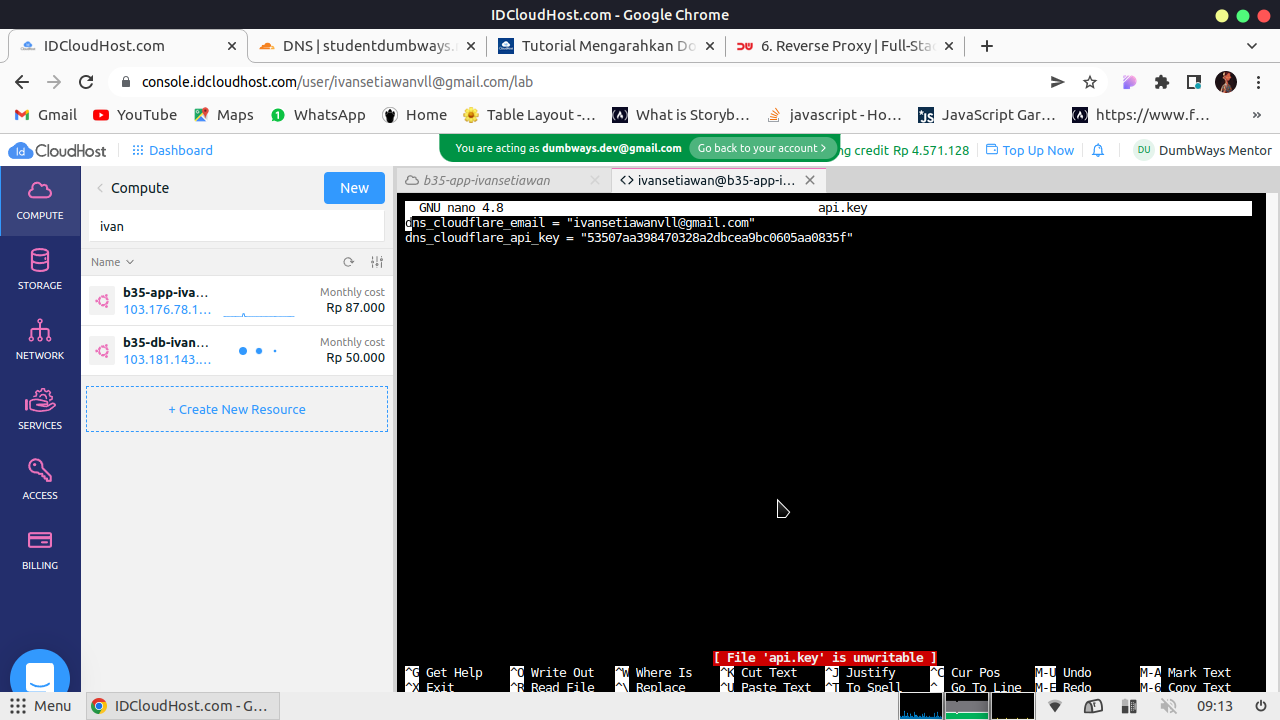 IDCloudHost.com - Google Chrome
IDCloudHost.com
DNS | studentdumbways.
Tutorial Mengarahkan Do
6. Reverse Proxy | Full-Stac
console.idcloudhost.com/user/ivansetiawanvll@gmail.com/lab
Gmail
YouTube
Maps
WhatsApp
Home
Table Layout -...
What is Storyb...
javascript - Ho...
JavaScript Gar...
https://www.f...
»
Id CloudHost
Dashboard
You are acting as dumbways.dev@gmail.com
Go back to your account >
ng credit Rp 4.571.128
Top Up Now
DU
DumbWays Mentor
COMPUTE
STORAGE
NETWORK
SERVICES
ACCESS
BILLING
Compute
New
ivan
Name
b35-app-iva...
103.176.78.1...
Monthly cost
Rp 87.000
b35-db-ivan...
103.181.143....
Monthly cost
Rp 50.000
+ Create New Resource
b35-app-ivansetiawan
ivansetiawan@b35-app-i...
GNU nano 4.8 api.key
dns_cloudflare_email = "ivansetiawanvll@gmail.com"
dns_cloudflare_api_key = "53507aa398470328a2dbcea9bc0605aa0835f"
[ File 'api.key' is unwritable ]
^G Get Help ^O Write Out ^W Where Is ^K Cut Text ^J Justify ^C Cur Pos M-U Undo M-A Mark Text
^X Exit ^R Read File ^\ Replace ^U Paste Text ^T To Spell ^_ Go To Line M-E Redo M-6 Copy Text
Menu
IDCloudHost.com - G...
09:13